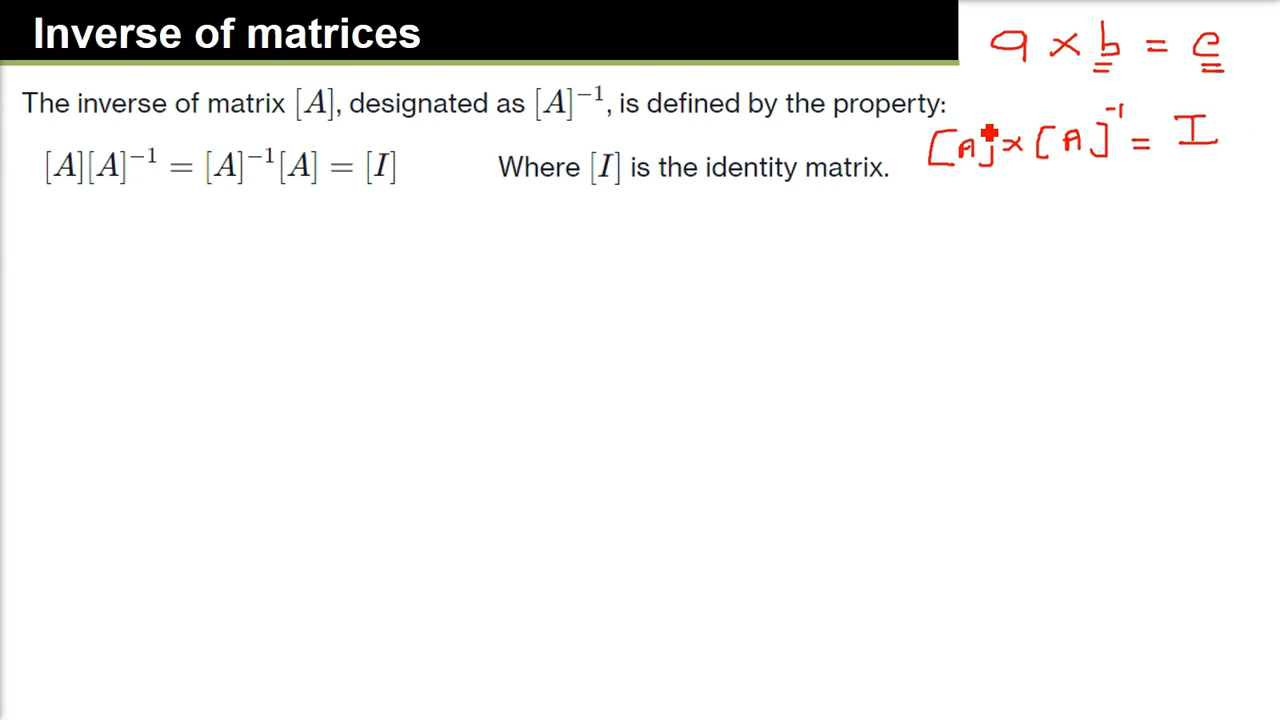 Inverse of matrices
a × b = c
The inverse of matrix [A], designated as [A]⁻¹, is defined by the property:
[A] × [A]⁻¹ = I
[A][A]⁻¹ = [A]⁻¹[A] = [I]
Where [I] is the identity matrix.